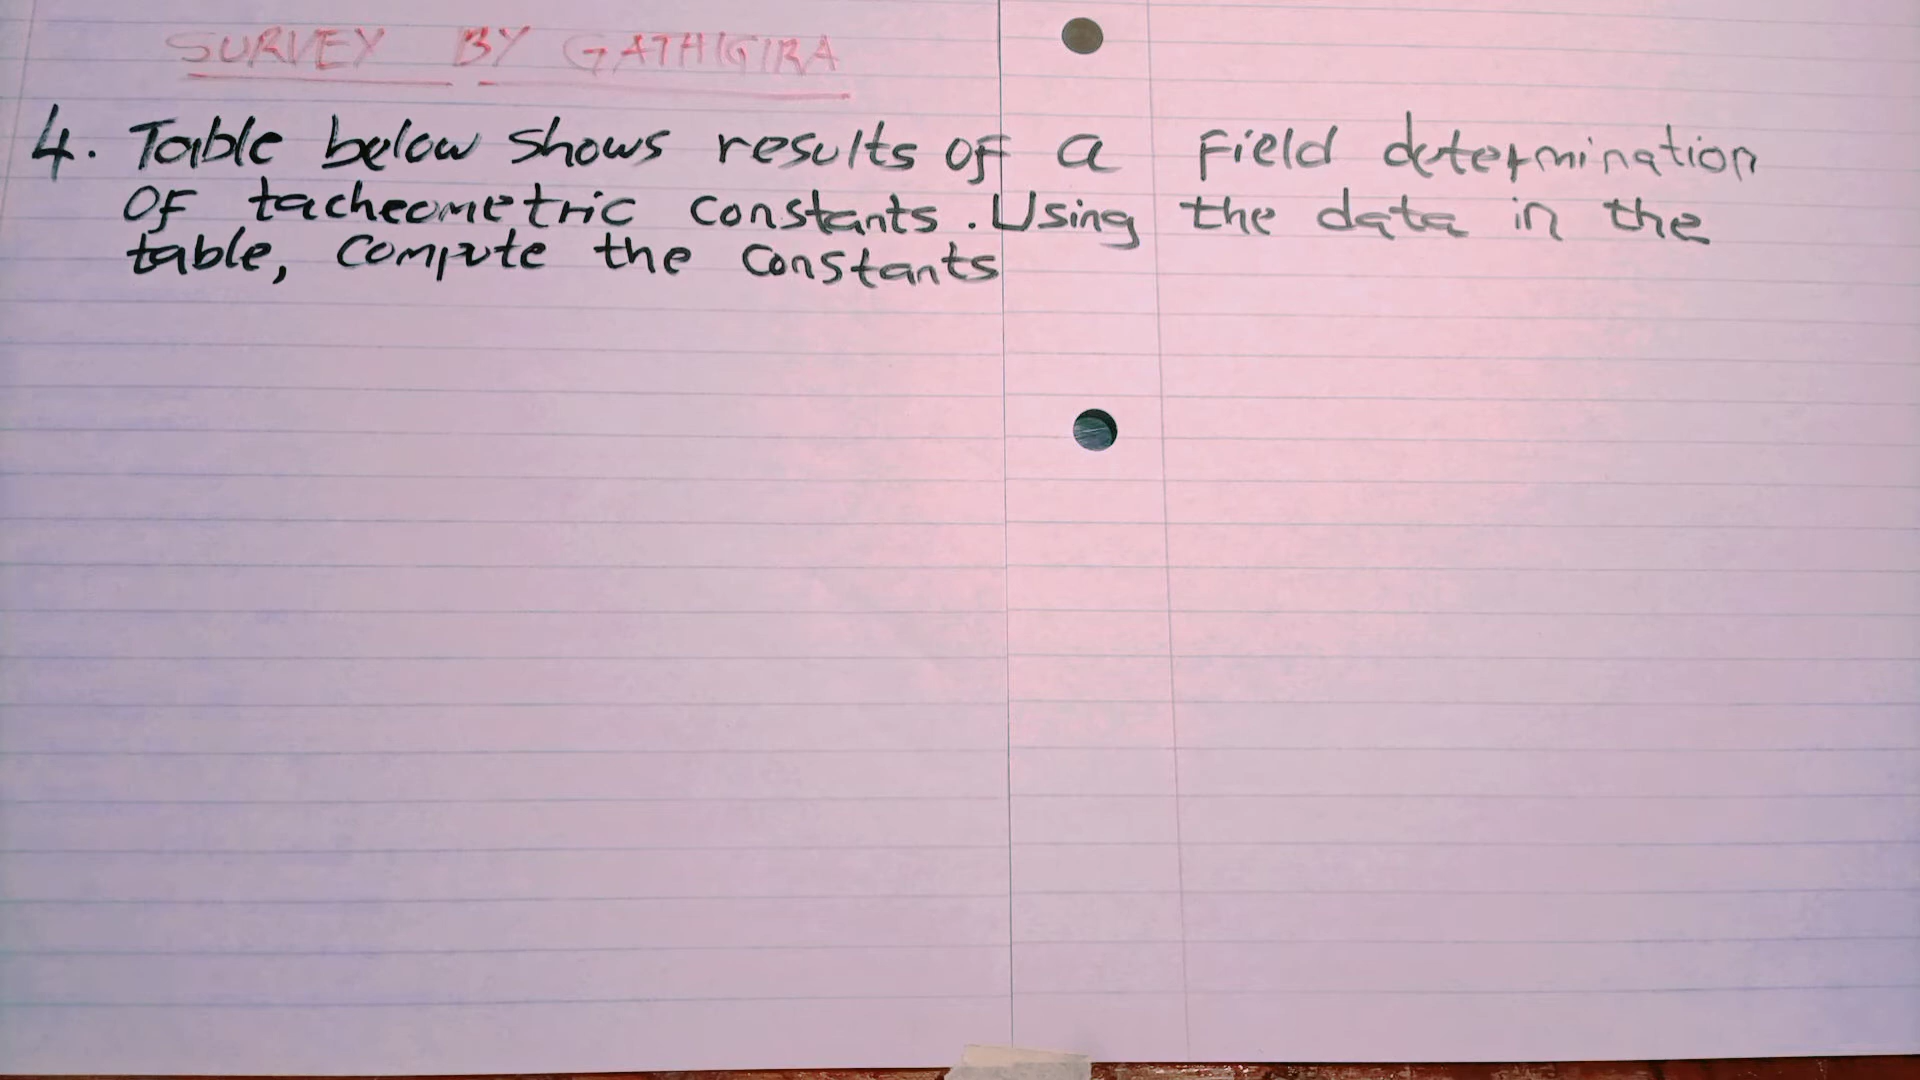 SURVEY BY GATHIGIRA
4. Table below shows results of a field determination
OF tacheometric constants. Using the data in the
table, compute the constants